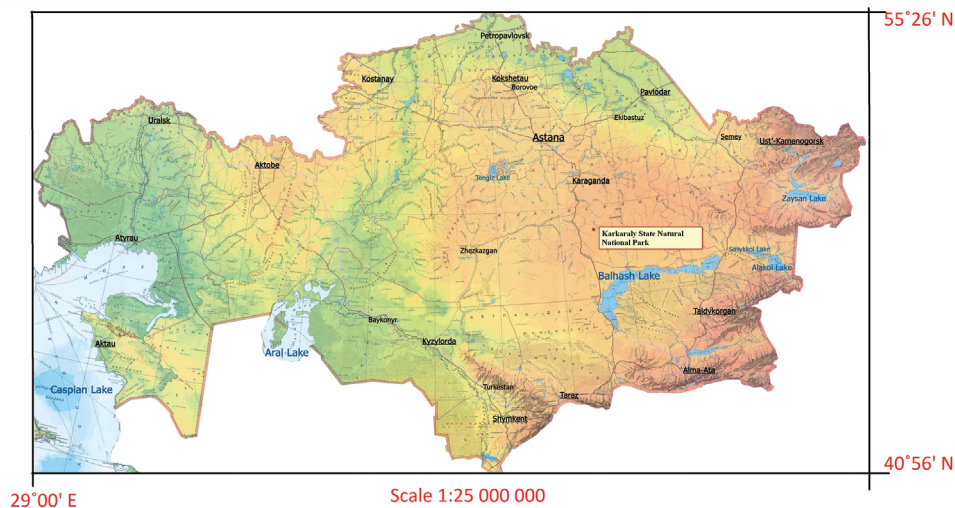 55°26' N
Petropavlovsk
Kostanay
Kokshetau
Borovoe
Pavlodar
Ekibastuz
Uralsk
Astana
Semey
Ust'-Kamenogorsk
Aktobe
Tengiz Lake
Karaganda
Zaysan Lake
Atyrau
Karkaraly State Natural
National Park
Zhezkazgan
Sasykkol Lake
Balhash Lake
Alakol Lake
Taldykorgan
Baykonyr
Aktau
Kyzylorda
Aral Lake
Alma-Ata
Caspian Lake
Turkustan
Taraz
Shymkent
40°56' N
29°00' E
Scale 1:25 000 000